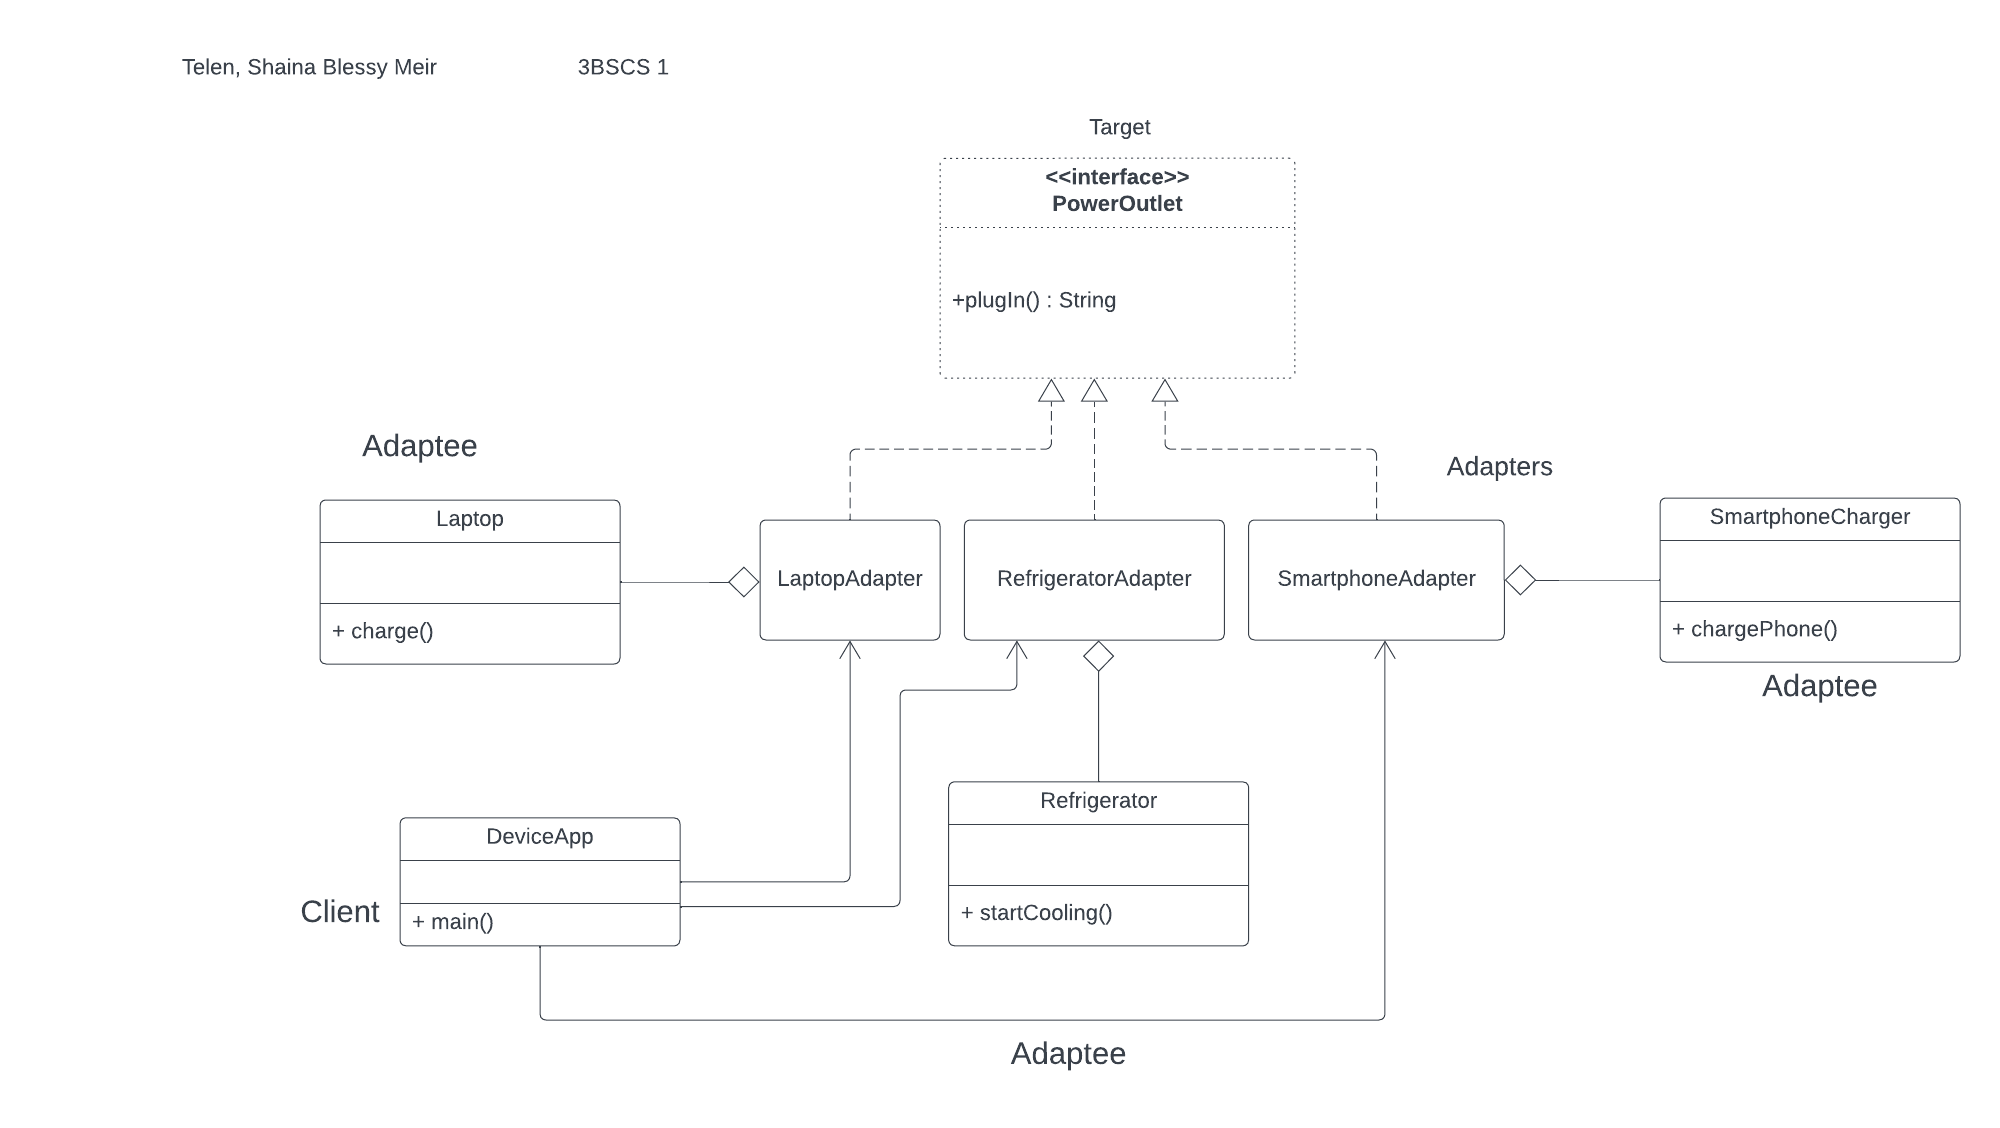 Telen, Shaina Blessy Meir
3BSCS 1
Target
<<interface>>
PowerOutlet
+plugIn() : String
Adaptee
Adapters
Laptop
+ charge()
LaptopAdapter
RefrigeratorAdapter
SmartphoneAdapter
SmartphoneCharger
+ chargePhone()
Adaptee
Client
DeviceApp
+ main()
Refrigerator
+ startCooling()
Adaptee